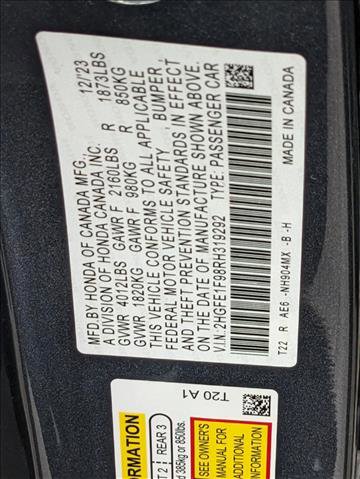 MFD.BY HONDA OF CANADA MFG. 12/'23
A DIVISION OF HONDA CANADA INC.
GVWR 4012LBS GAWR F 2160LBS R 1873LBS
GVWR 1820KG GAWR F 980KG R 850KG
THIS VEHICLE CONFORMS TO ALL APPLICABLE
FEDERAL MOTOR VEHICLE SAFETY, BUMPER,
AND THEFT PREVENTION STANDARDS IN EFFECT
ON THE DATE OF MANUFACTURE SHOWN ABOVE.
V.I.N.:2HGFE1F98RH319292 TYPE: PASSENGER CAR
T22 R AE6 -NH904MX -B -H MADE IN CANADA
T20 A1
REAR 3
385kg or 850lbs.
SEE OWNER'S
MANUAL FOR
ADDITIONAL
INFORMATION